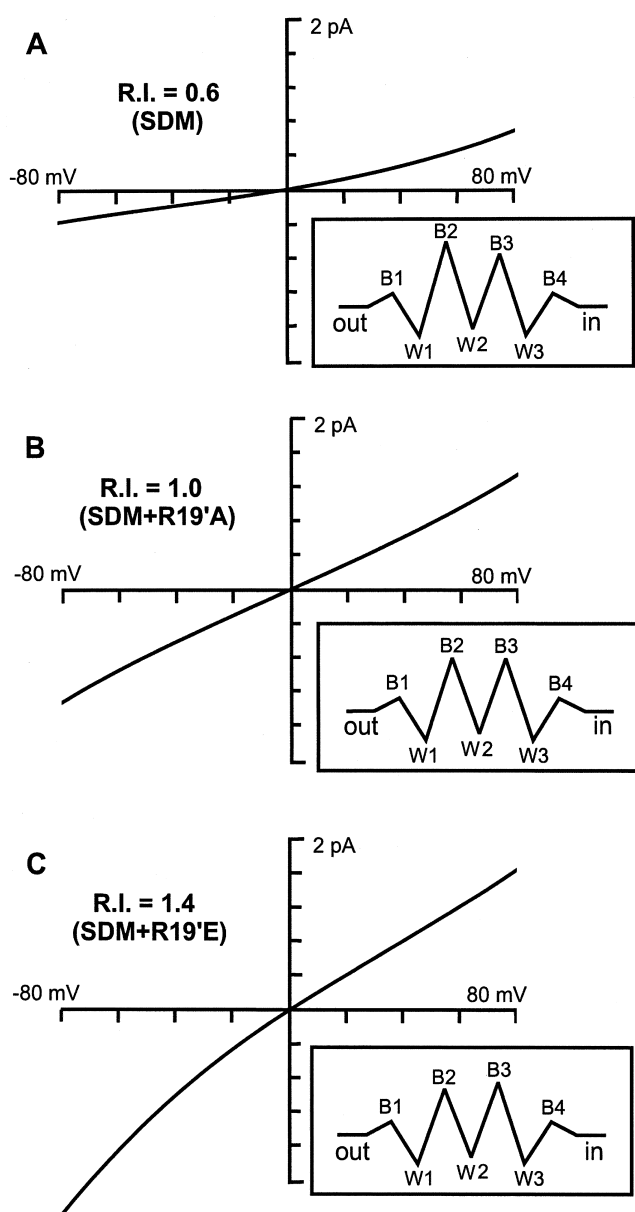 A
2 pA
R.I. = 0.6
(SDM)
-80 mV
80 mV
B2
B3
B1
B4
out
in
W1
W2
W3
B
2 pA
R.I. = 1.0
(SDM+R19'A)
-80 mV
80 mV
B2
B3
B1
B4
out
in
W1
W2
W3
C
2 pA
R.I. = 1.4
(SDM+R19'E)
-80 mV
80 mV
B3
B2
B1
B4
out
in
W1
W2
W3